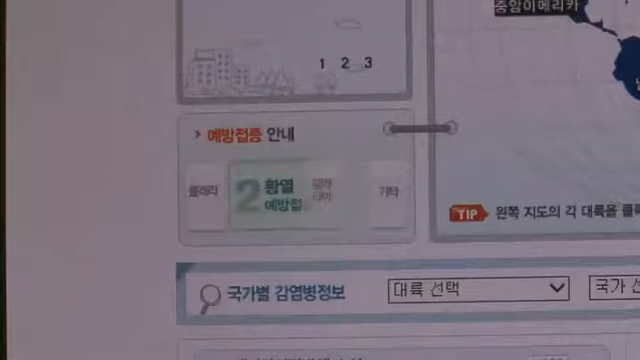 중앙아메리카
1 2 3
예방접종 안내
콜레라
2 황열
예방접
기타
TIP 왼쪽 지도의 각 대륙을 클릭
국가별 감염병정보
대륙 선택
국가 선